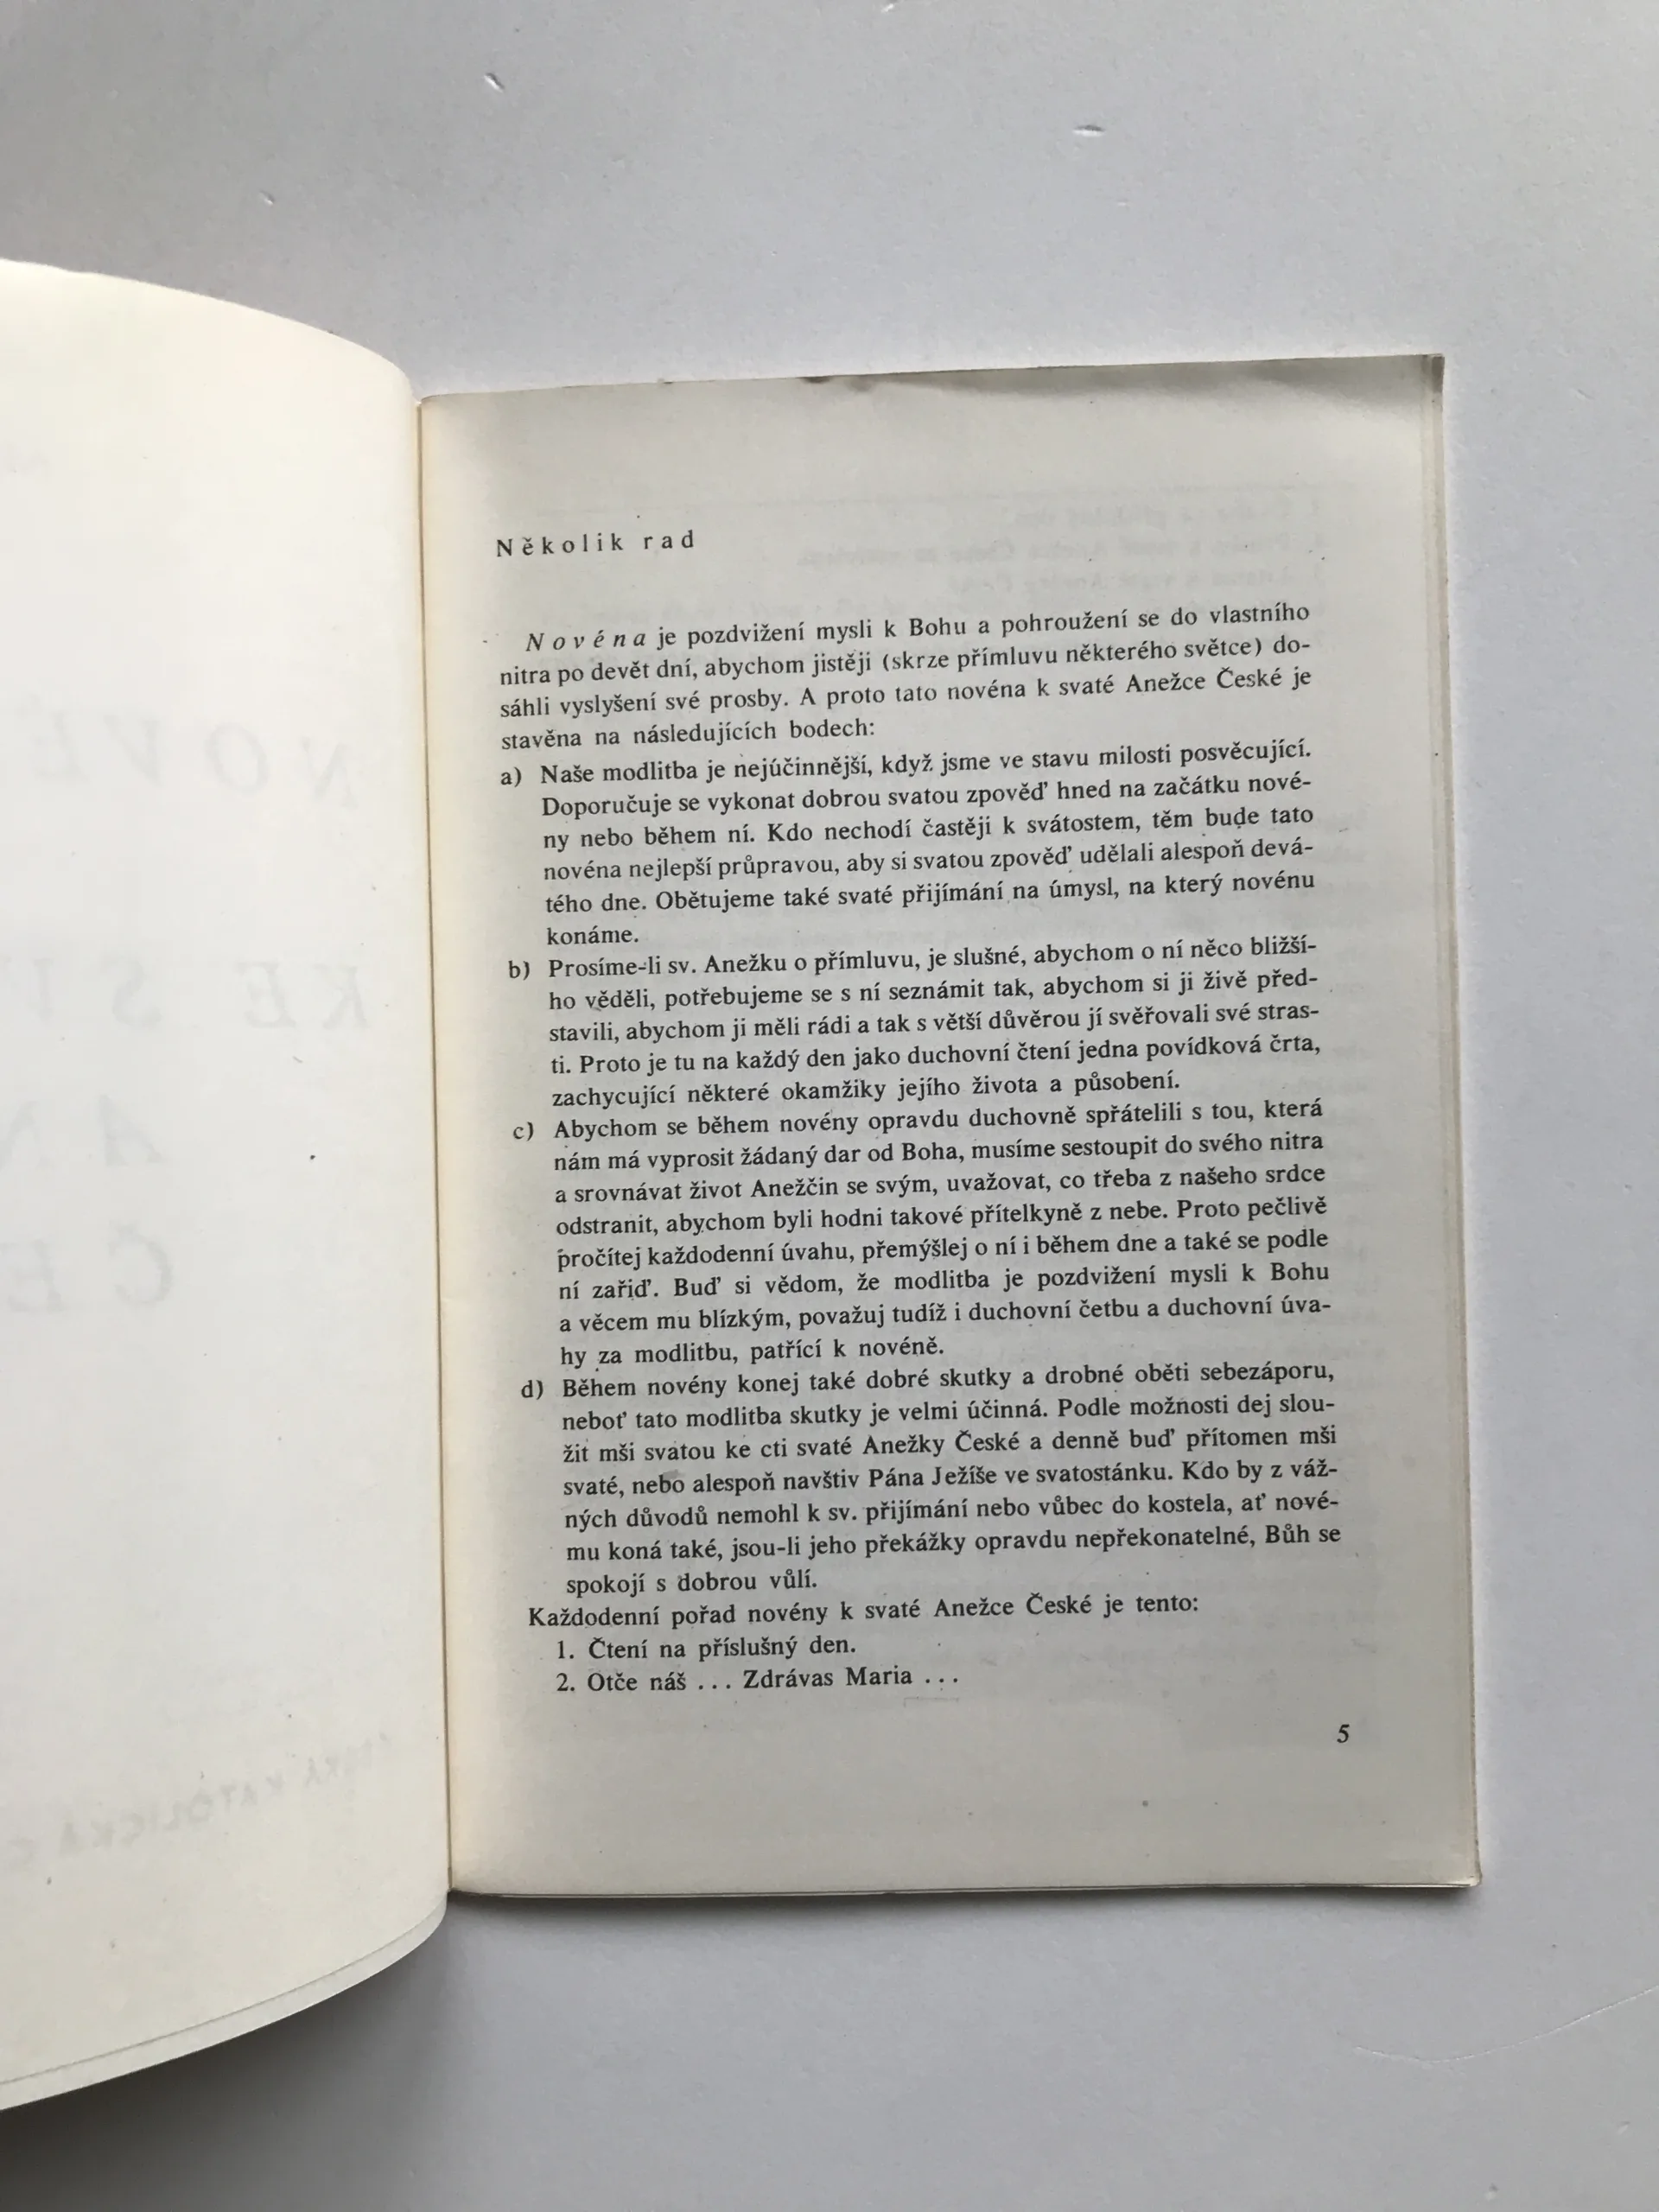 Několik rad
Novéna je pozdvižení mysli k Bohu a pohroužení se do vlastního
nitra po devět dní, abychom jistěji (skrze přímluvu některého světce) do-
sáhli vyslyšení své prosby. A proto tato novéna k svaté Anežce České je
stavěna na následujících bodech:
a) Naše modlitba je nejúčinnější, když jsme ve stavu milosti posvěcující.
Doporučuje se vykonat dobrou svatou zpověď hned na začátku nové-
ny nebo během ní. Kdo nechodí častěji k svátostem, těm bude tato
novéna nejlepší průpravou, aby si svatou zpověď udělali alespoň devá-
tého dne. Obětujeme také svaté přijímání na úmysl, na který novénu
konáme.
b) Prosíme-li sv. Anežku o přímluvu, je slušné, abychom o ní něco bližší-
ho věděli, potřebujeme se s ní seznámit tak, abychom si ji živě před-
stavili, abychom ji měli rádi a tak s větší důvěrou jí svěřovali své stras-
ti. Proto je tu na každý den jako duchovní čtení jedna povídková črta,
zachycující některé okamžiky jejího života a působení.
c) Abychom se během novény opravdu duchovně spřátelili s tou, která
nám má vyprosit žádaný dar od Boha, musíme sestoupit do svého nitra
a srovnávat život Anežčin se svým, uvažovat, co třeba z našeho srdce
odstranit, abychom byli hodni takové přítelkyně z nebe. Proto pečlivě
pročítej každodenní úvahu, přemýšlej o ní i během dne a také se podle
ní zařiď. Buď si vědom, že modlitba je pozdvižení mysli k Bohu
a věcem mu blízkým, považuj tudíž i duchovní četbu a duchovní úva-
hy za modlitbu, patřící k novéně.
d) Během novény konej také dobré skutky a drobné oběti sebezáporu,
neboť tato modlitba skutky je velmi účinná. Podle možnosti dej slou-
žit mši svatou ke cti svaté Anežky České a denně buď přítomen mši
svaté, nebo alespoň navštiv Pána Ježíše ve svatostánku. Kdo by z váž-
ných důvodů nemohl k sv. přijímání nebo vůbec do kostela, ať nové-
mu koná také, jsou-li jeho překážky opravdu nepřekonatelné, Bůh se
spokojí s dobrou vůlí.
Každodenní pořad novény k svaté Anežce České je tento:
1. Čtení na příslušný den.
2. Otče náš ... Zdrávas Maria ...
5